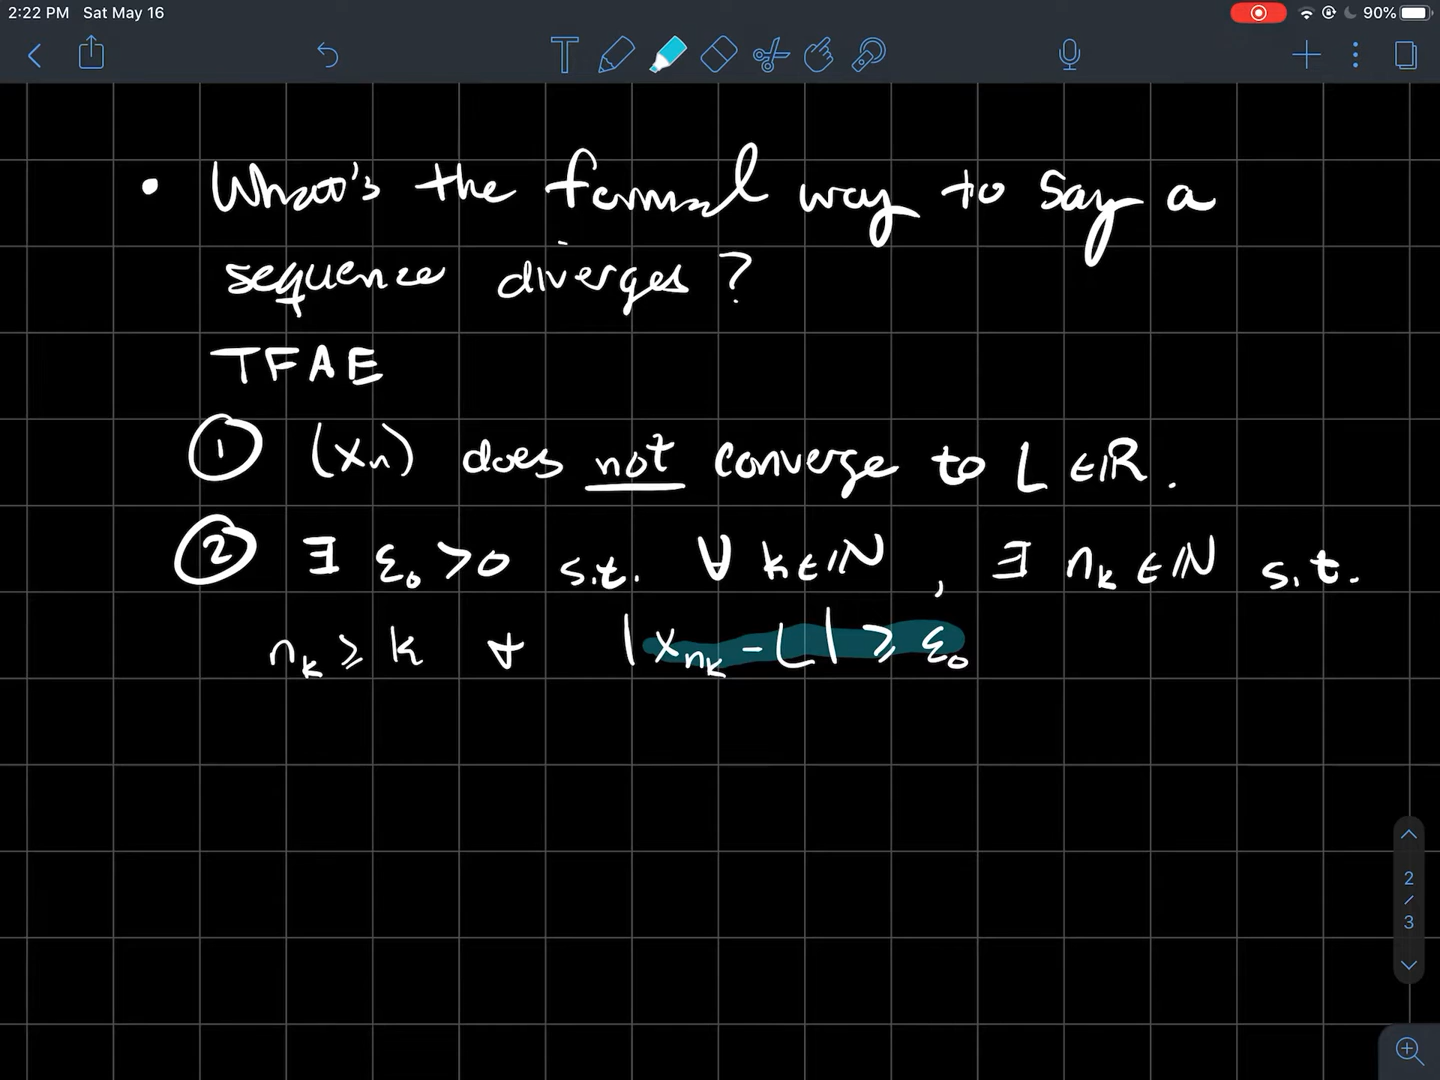 2:22 PM Sat May 16 90%
• What's the formal way to say a
sequence diverges?
TFAE
① (xₙ) does not converge to L ∈ ℝ.
② ∃ ε₀ > 0 s.t. ∀ k ∈ ℕ, ∃ nₖ ∈ ℕ s.t.
nₖ ≥ k & |xₙₖ - L| ≥ ε₀
2
/
3